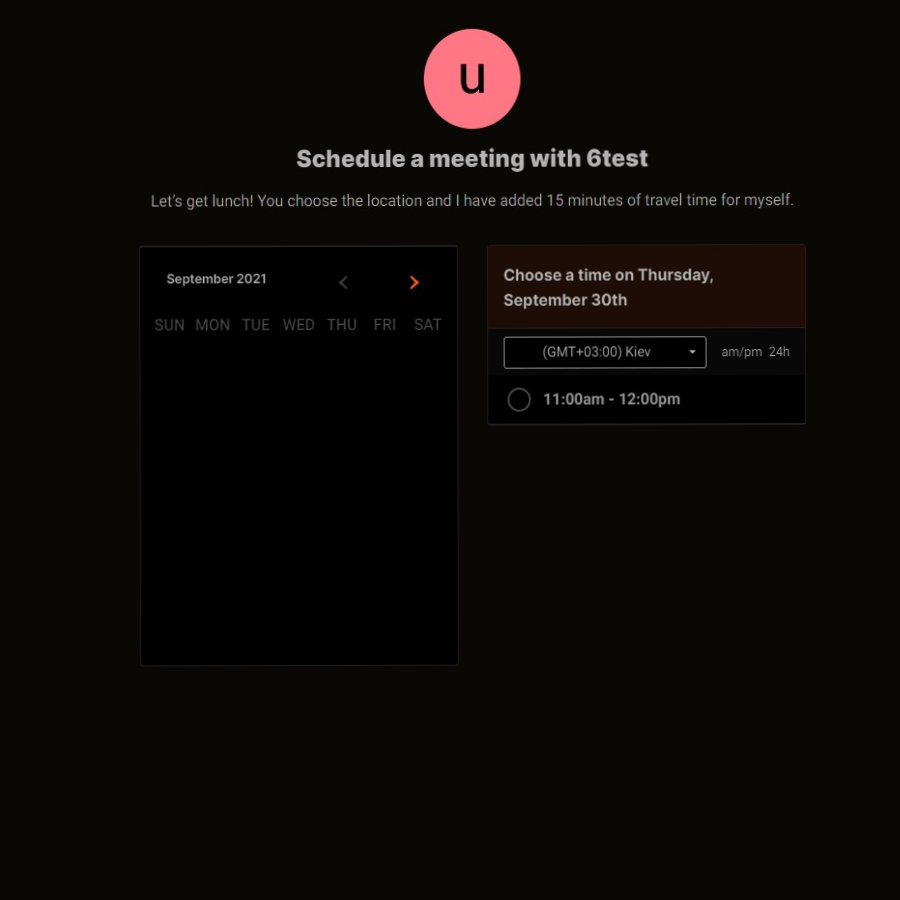 u
Schedule a meeting with 6test
Let's get lunch! You choose the location and I have added 15 minutes of travel time for myself.
September 2021
SUN MON TUE WED THU FRI SAT
Choose a time on Thursday,
September 30th
(GMT+03:00) Kiev
am/pm 24h
11:00am - 12:00pm